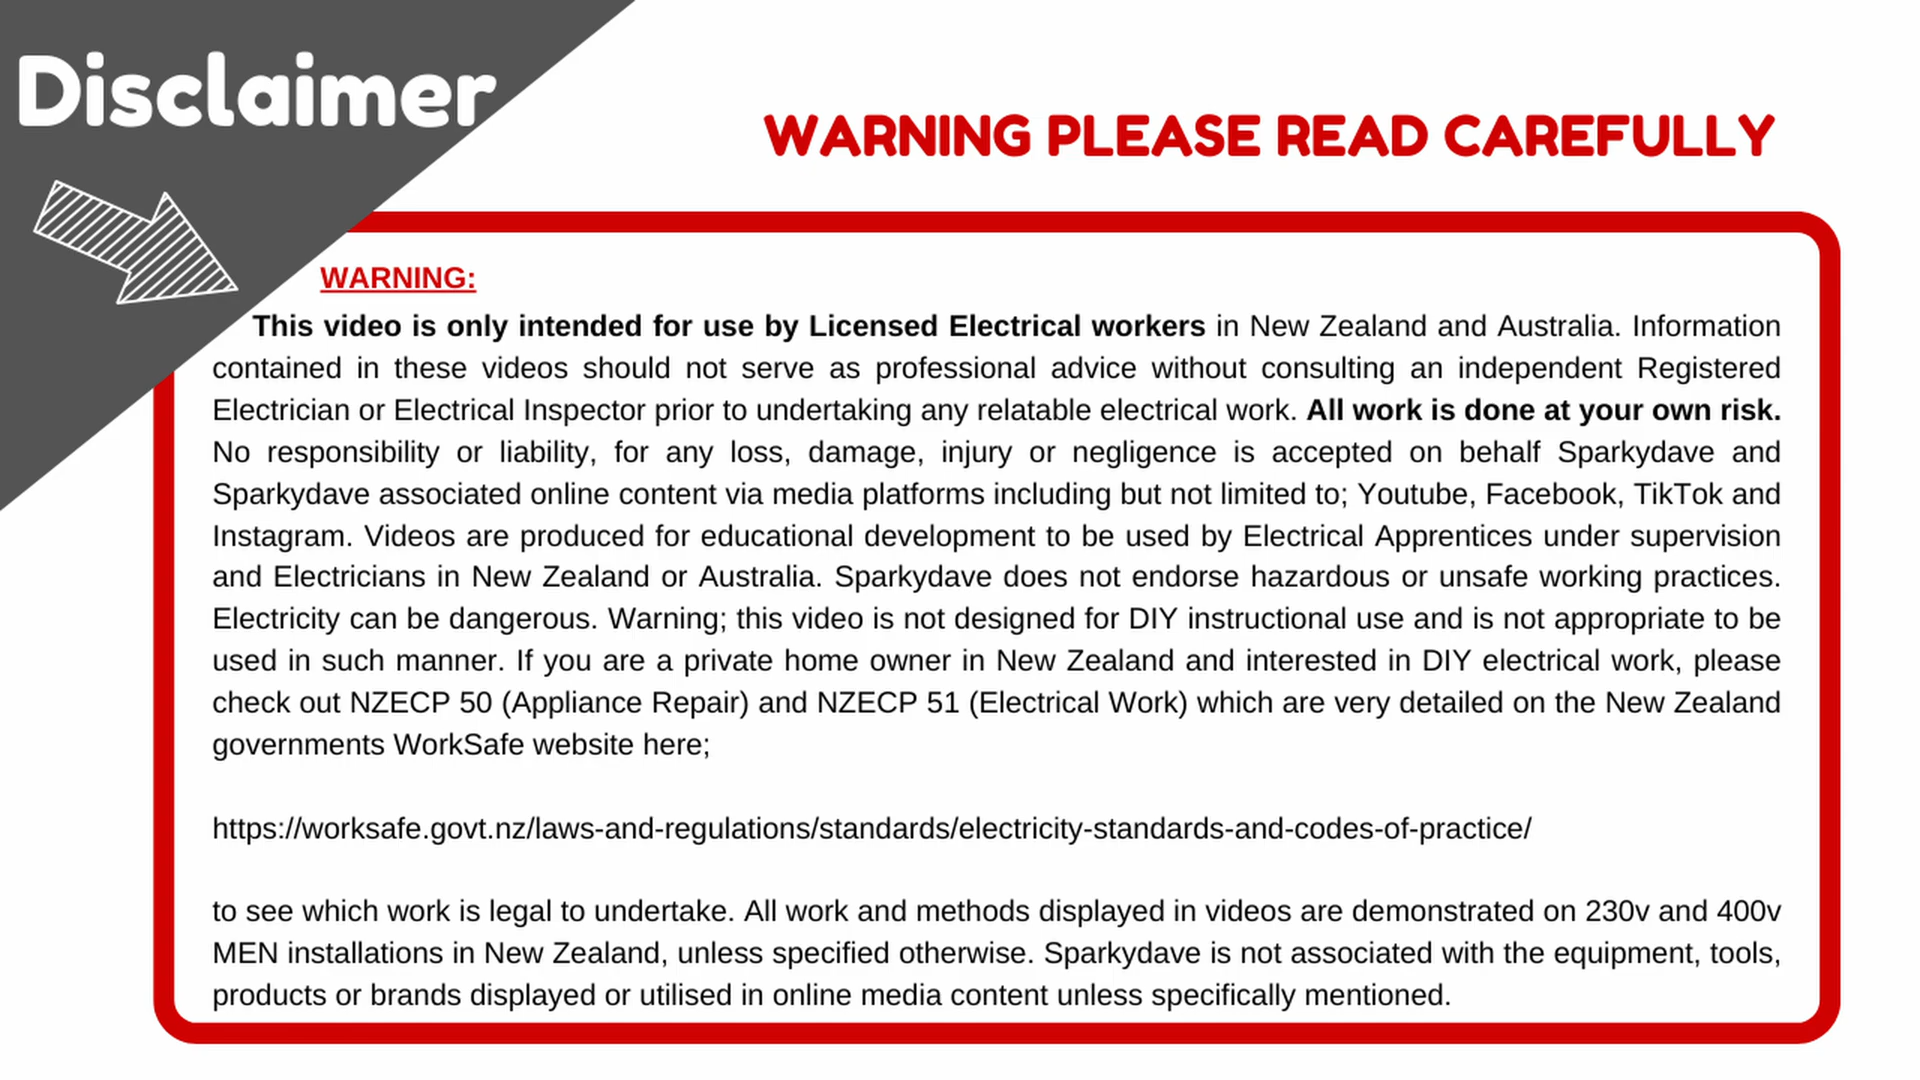 Disclaimer
WARNING PLEASE READ CAREFULLY
WARNING:
This video is only intended for use by Licensed Electrical workers in New Zealand and Australia. Information
contained in these videos should not serve as professional advice without consulting an independent Registered
Electrician or Electrical Inspector prior to undertaking any relatable electrical work. All work is done at your own risk.
No responsibility or liability, for any loss, damage, injury or negligence is accepted on behalf Sparkydave and
Sparkydave associated online content via media platforms including but not limited to; Youtube, Facebook, TikTok and
Instagram. Videos are produced for educational development to be used by Electrical Apprentices under supervision
and Electricians in New Zealand or Australia. Sparkydave does not endorse hazardous or unsafe working practices.
Electricity can be dangerous. Warning; this video is not designed for DIY instructional use and is not appropriate to be
used in such manner. If you are a private home owner in New Zealand and interested in DIY electrical work, please
check out NZECP 50 (Appliance Repair) and NZECP 51 (Electrical Work) which are very detailed on the New Zealand
governments WorkSafe website here;
https://worksafe.govt.nz/laws-and-regulations/standards/electricity-standards-and-codes-of-practice/
to see which work is legal to undertake. All work and methods displayed in videos are demonstrated on 230v and 400v
MEN installations in New Zealand, unless specified otherwise. Sparkydave is not associated with the equipment, tools,
products or brands displayed or utilised in online media content unless specifically mentioned.